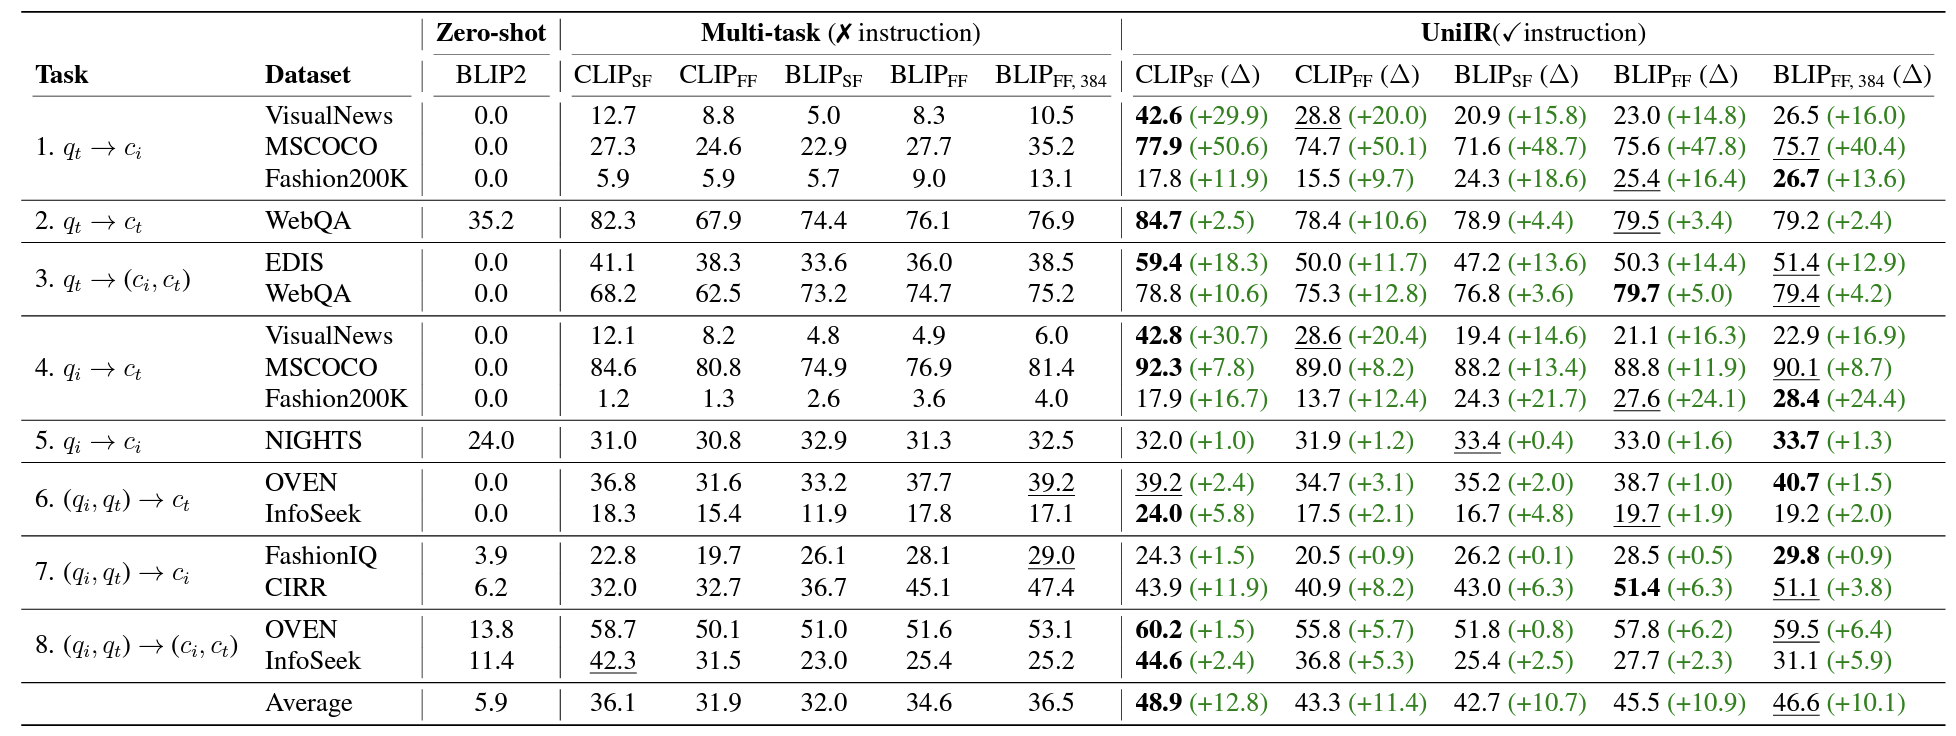 Zero-shot Multi-task (✗ instruction) UniIR(✓ instruction)
Task Dataset BLIP2 CLIP_SF CLIP_FF BLIP_SF BLIP_FF BLIP_FF, 384 CLIP_SF (Δ) CLIP_FF (Δ) BLIP_SF (Δ) BLIP_FF (Δ) BLIP_FF, 384 (Δ)
VisualNews 0.0 12.7 8.8 5.0 8.3 10.5 42.6 (+29.9) 28.8 (+20.0) 20.9 (+15.8) 23.0 (+14.8) 26.5 (+16.0)
1. q_t → c_i MSCOCO 0.0 27.3 24.6 22.9 27.7 35.2 77.9 (+50.6) 74.7 (+50.1) 71.6 (+48.7) 75.6 (+47.8) 75.7 (+40.4)
Fashion200K 0.0 5.9 5.9 5.7 9.0 13.1 17.8 (+11.9) 15.5 (+9.7) 24.3 (+18.6) 25.4 (+16.4) 26.7 (+13.6)
2. q_t → c_t WebQA 35.2 82.3 67.9 74.4 76.1 76.9 84.7 (+2.5) 78.4 (+10.6) 78.9 (+4.4) 79.5 (+3.4) 79.2 (+2.4)
3. q_t → (c_i, c_t) EDIS 0.0 41.1 38.3 33.6 36.0 38.5 59.4 (+18.3) 50.0 (+11.7) 47.2 (+13.6) 50.3 (+14.4) 51.4 (+12.9)
WebQA 0.0 68.2 62.5 73.2 74.7 75.2 78.8 (+10.6) 75.3 (+12.8) 76.8 (+3.6) 79.7 (+5.0) 79.4 (+4.2)
VisualNews 0.0 12.1 8.2 4.8 4.9 6.0 42.8 (+30.7) 28.6 (+20.4) 19.4 (+14.6) 21.1 (+16.3) 22.9 (+16.9)
4. q_i → c_t MSCOCO 0.0 84.6 80.8 74.9 76.9 81.4 92.3 (+7.8) 89.0 (+8.2) 88.2 (+13.4) 88.8 (+11.9) 90.1 (+8.7)
Fashion200K 0.0 1.2 1.3 2.6 3.6 4.0 17.9 (+16.7) 13.7 (+12.4) 24.3 (+21.7) 27.6 (+24.1) 28.4 (+24.4)
5. q_i → c_i NIGHTS 24.0 31.0 30.8 32.9 31.3 32.5 32.0 (+1.0) 31.9 (+1.2) 33.4 (+0.4) 33.0 (+1.6) 33.7 (+1.3)
6. (q_i, q_t) → c_t OVEN 0.0 36.8 31.6 33.2 37.7 39.2 39.2 (+2.4) 34.7 (+3.1) 35.2 (+2.0) 38.7 (+1.0) 40.7 (+1.5)
InfoSeek 0.0 18.3 15.4 11.9 17.8 17.1 24.0 (+5.8) 17.5 (+2.1) 16.7 (+4.8) 19.7 (+1.9) 19.2 (+2.0)
7. (q_i, q_t) → c_i FashionIQ 3.9 22.8 19.7 26.1 28.1 29.0 24.3 (+1.5) 20.5 (+0.9) 26.2 (+0.1) 28.5 (+0.5) 29.8 (+0.9)
CIRR 6.2 32.0 32.7 36.7 45.1 47.4 43.9 (+11.9) 40.9 (+8.2) 43.0 (+6.3) 51.4 (+6.3) 51.1 (+3.8)
8. (q_i, q_t) → (c_i, c_t) OVEN 13.8 58.7 50.1 51.0 51.6 53.1 60.2 (+1.5) 55.8 (+5.7) 51.8 (+0.8) 57.8 (+6.2) 59.5 (+6.4)
InfoSeek 11.4 42.3 31.5 23.0 25.4 25.2 44.6 (+2.4) 36.8 (+5.3) 25.4 (+2.5) 27.7 (+2.3) 31.1 (+5.9)
Average 5.9 36.1 31.9 32.0 34.6 36.5 48.9 (+12.8) 43.3 (+11.4) 42.7 (+10.7) 45.5 (+10.9) 46.6 (+10.1)